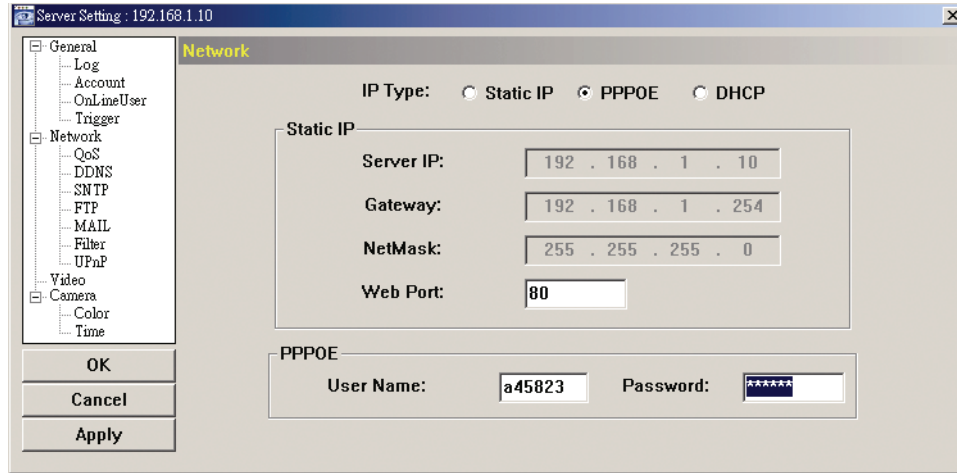 Server Setting : 192.168.1.10
General
Log
Account
OnLineUser
Trigger
Network
QoS
DDNS
SNTP
FTP
MAIL
Filter
UPnP
Video
Camera
Color
Time
OK
Cancel
Apply
Network
IP Type: Static IP PPPOE DHCP
Static IP
Server IP: 192 . 168 . 1 . 10
Gateway: 192 . 168 . 1 . 254
NetMask: 255 . 255 . 255 . 0
Web Port: 80
PPPOE
User Name: a45823 Password: ******